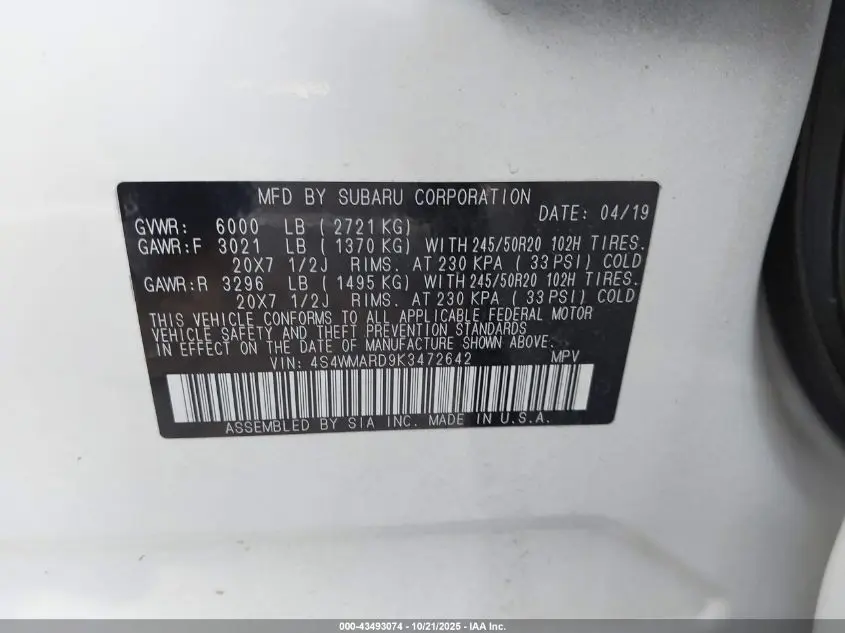 MFD BY SUBARU CORPORATION
DATE: 04/19
GVWR: 6000 LB ( 2721 KG)
GAWR:F 3021 LB ( 1370 KG) WITH 245/50R20 102H TIRES.
20X7 1/2J RIMS. AT 230 KPA ( 33 PSI) COLD
GAWR:R 3296 LB ( 1495 KG) WITH 245/50R20 102H TIRES.
20X7 1/2J RIMS. AT 230 KPA ( 33 PSI) COLD
THIS VEHICLE CONFORMS TO ALL APPLICABLE FEDERAL MOTOR
VEHICLE SAFETY AND THEFT PREVENTION STANDARDS
IN EFFECT ON THE DATE OF MANUFACTURE SHOWN ABOVE.
VIN: 4S4WMARD9K3472642 MPV
ASSEMBLED BY SIA INC. MADE IN U.S.A.
000-43493074 | 10/21/2025 - IAA Inc.